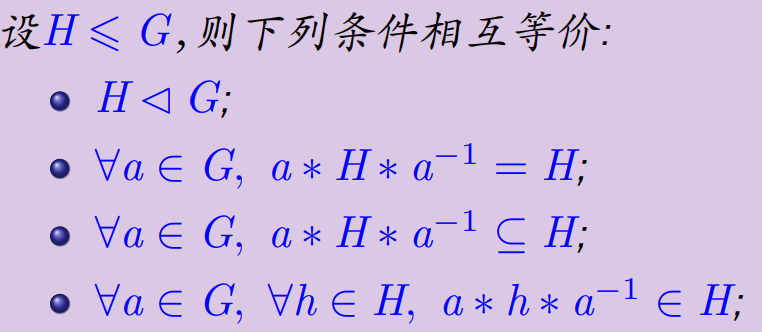 设H ⩽ G,则下列条件相互等价:
H ◁ G;
∀a ∈ G, a ∗ H ∗ a⁻¹ = H;
∀a ∈ G, a ∗ H ∗ a⁻¹ ⊆ H;
∀a ∈ G, ∀h ∈ H, a ∗ h ∗ a⁻¹ ∈ H;